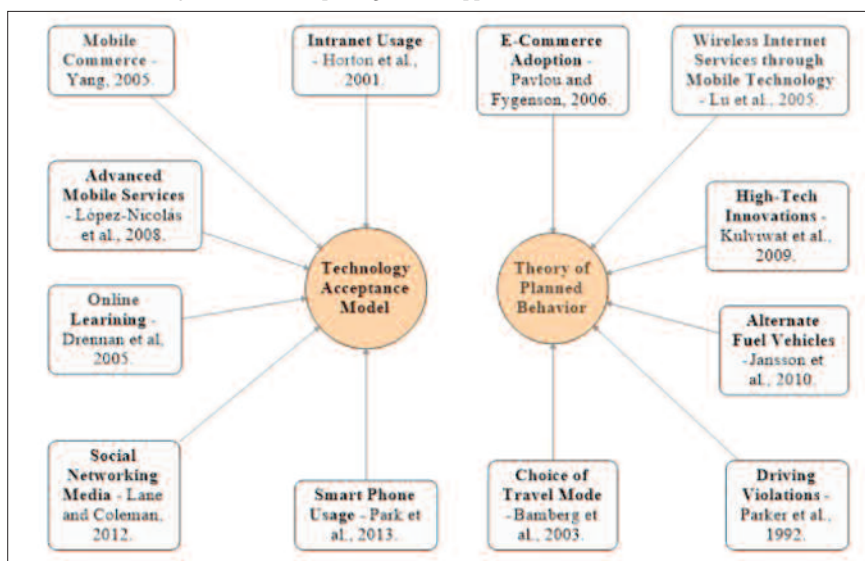 Mobile
Commerce -
Yang, 2005.
Intranet Usage
- Horton et al.,
2001.
E-Commerce
Adoption -
Pavlou and
Fygenson, 2006.
Wireless Internet
Services through
Mobile Technology
- Lu et al., 2005.
Advanced
Mobile Services
- López-Nicolás
et al., 2008.
High-Tech
Innovations -
Kulviwat et al.,
2009.
Technology
Acceptance
Model
Theory of
Planned
Behavior
Online
Learining -
Drennan et al,
2005.
Alternate
Fuel Vehicles
- Jansson et
al., 2010.
Social
Networking
Media - Lane
and Coleman,
2012.
Smart Phone
Usage - Park et
al., 2013.
Choice of
Travel Mode
- Bamberg et
al., 2003.
Driving
Violations -
Parker et al.,
1992.